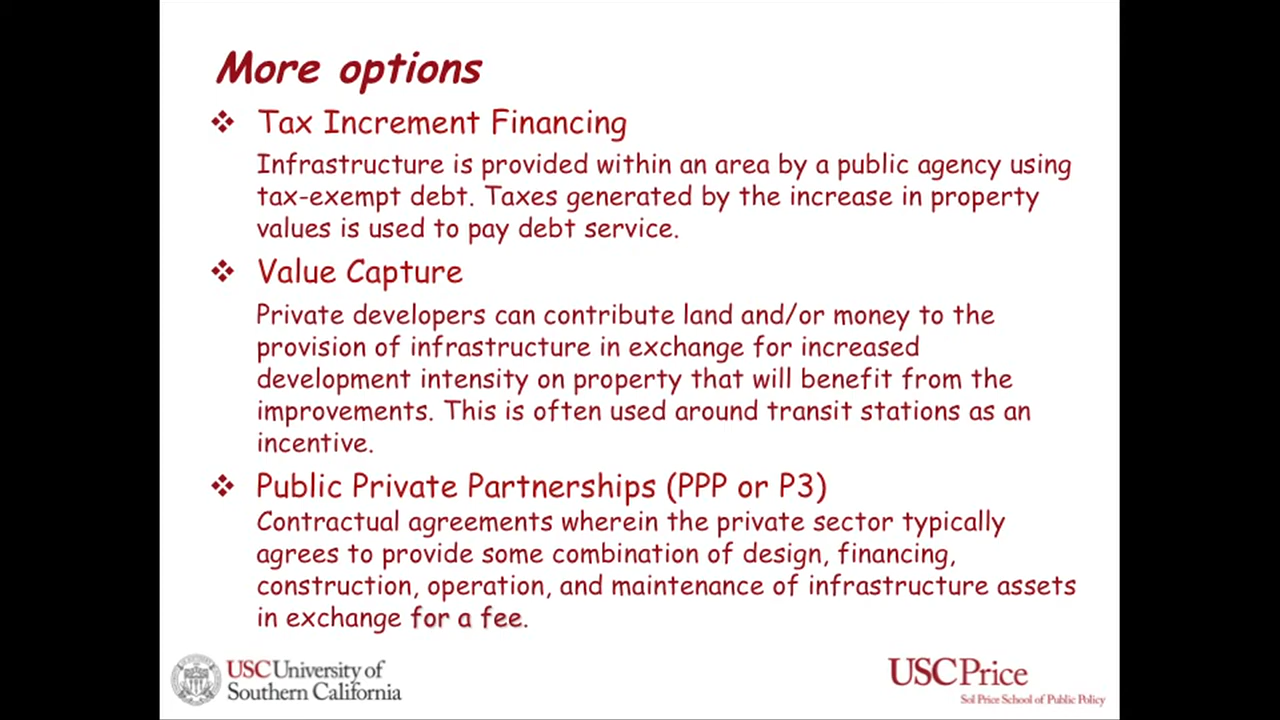 More options
❖ Tax Increment Financing
Infrastructure is provided within an area by a public agency using
tax-exempt debt. Taxes generated by the increase in property
values is used to pay debt service.
❖ Value Capture
Private developers can contribute land and/or money to the
provision of infrastructure in exchange for increased
development intensity on property that will benefit from the
improvements. This is often used around transit stations as an
incentive.
❖ Public Private Partnerships (PPP or P3)
Contractual agreements wherein the private sector typically
agrees to provide some combination of design, financing,
construction, operation, and maintenance of infrastructure assets
in exchange for a fee.
USC University of
Southern California
USC Price
Sol Price School of Public Policy